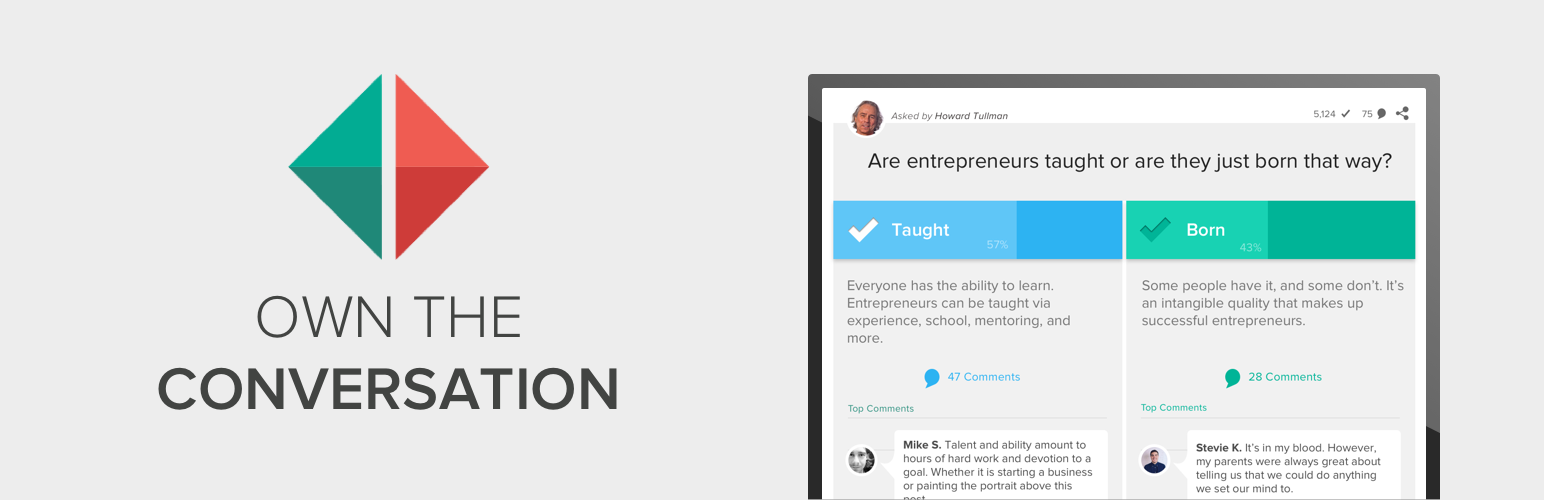 OWN THE
CONVERSATION
Asked by Howard Tullman
5,124
75
Are entrepreneurs taught or are they just born that way?
Taught
57%
Born
43%
Everyone has the ability to learn.
Entrepreneurs can be taught via
experience, school, mentoring, and
more.
47 Comments
Top Comments
Mike S. Talent and ability amount to
hours of hard work and devotion to a
goal. Whether it is starting a business
or painting the portrait above this
post.
Some people have it, and some don't. It's
an intangible quality that makes up
successful entrepreneurs.
28 Comments
Top Comments
Stevie K. It's in my blood. However,
my parents were always great about
telling us that we could do anything
we set our mind to.